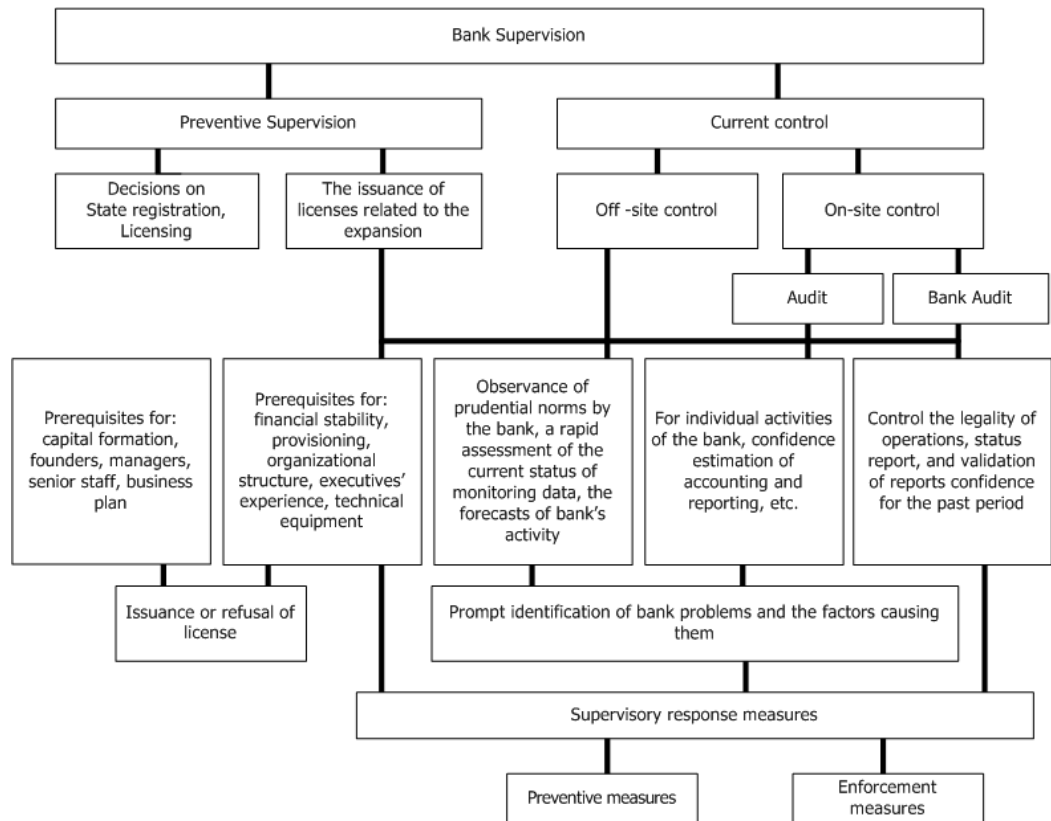 Bank Supervision
Preventive Supervision
Current control
Decisions on
State registration,
Licensing
The issuance of
licenses related to the
expansion
Off -site control
On-site control
Audit
Bank Audit
Prerequisites for:
capital formation,
founders, managers,
senior staff, business
plan
Prerequisites for:
financial stability,
provisioning,
organizational
structure, executives’
experience, technical
equipment
Observance of
prudential norms by
the bank, a rapid
assessment of the
current status of
monitoring data, the
forecasts of bank’s
activity
For individual activities
of the bank, confidence
estimation of
accounting and
reporting, etc.
Control the legality of
operations, status
report, and validation
of reports confidence
for the past period
Issuance or refusal of
license
Prompt identification of bank problems and the factors causing
them
Supervisory response measures
Preventive measures
Enforcement
measures